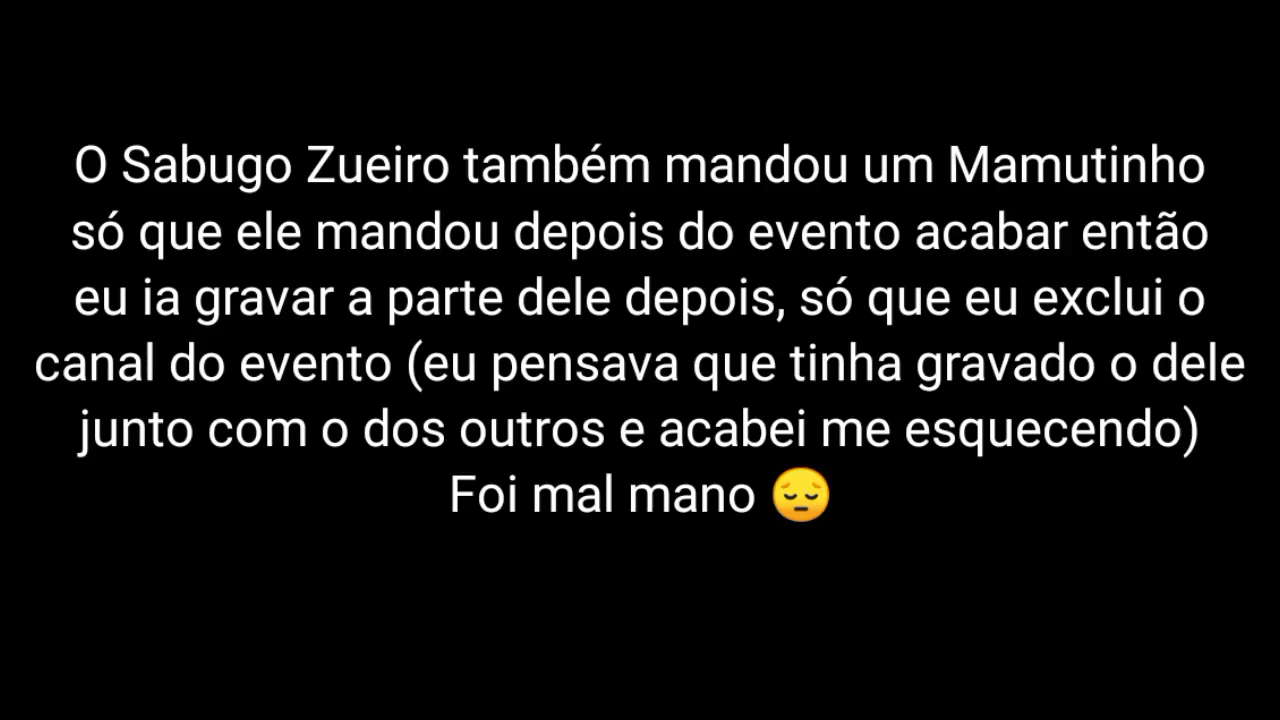 O Sabugo Zueiro também mandou um Mamutinho
só que ele mandou depois do evento acabar então
eu ia gravar a parte dele depois, só que eu exclui o
canal do evento (eu pensava que tinha gravado o dele
junto com o dos outros e acabei me esquecendo)
Foi mal mano 😔